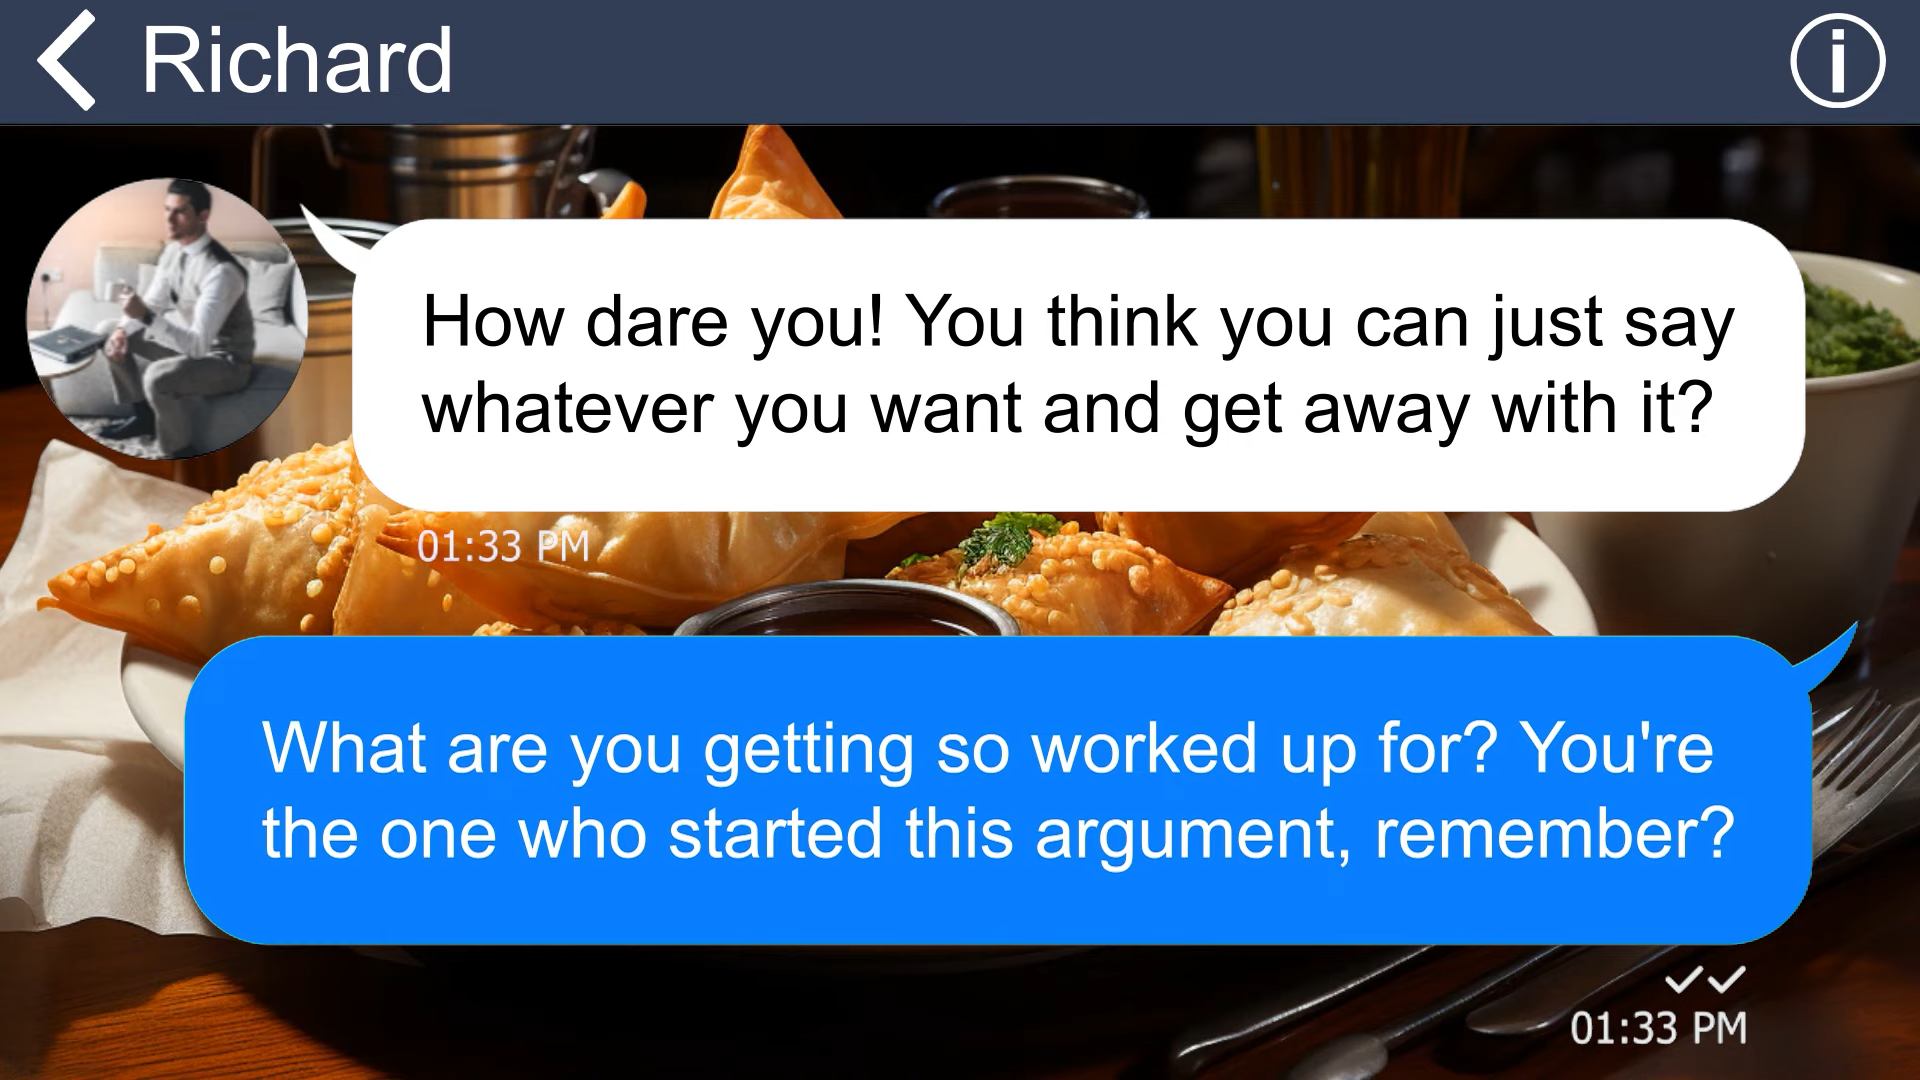 Richard
How dare you! You think you can just say
whatever you want and get away with it?
01:33 PM
What are you getting so worked up for? You're
the one who started this argument, remember?
01:33 PM